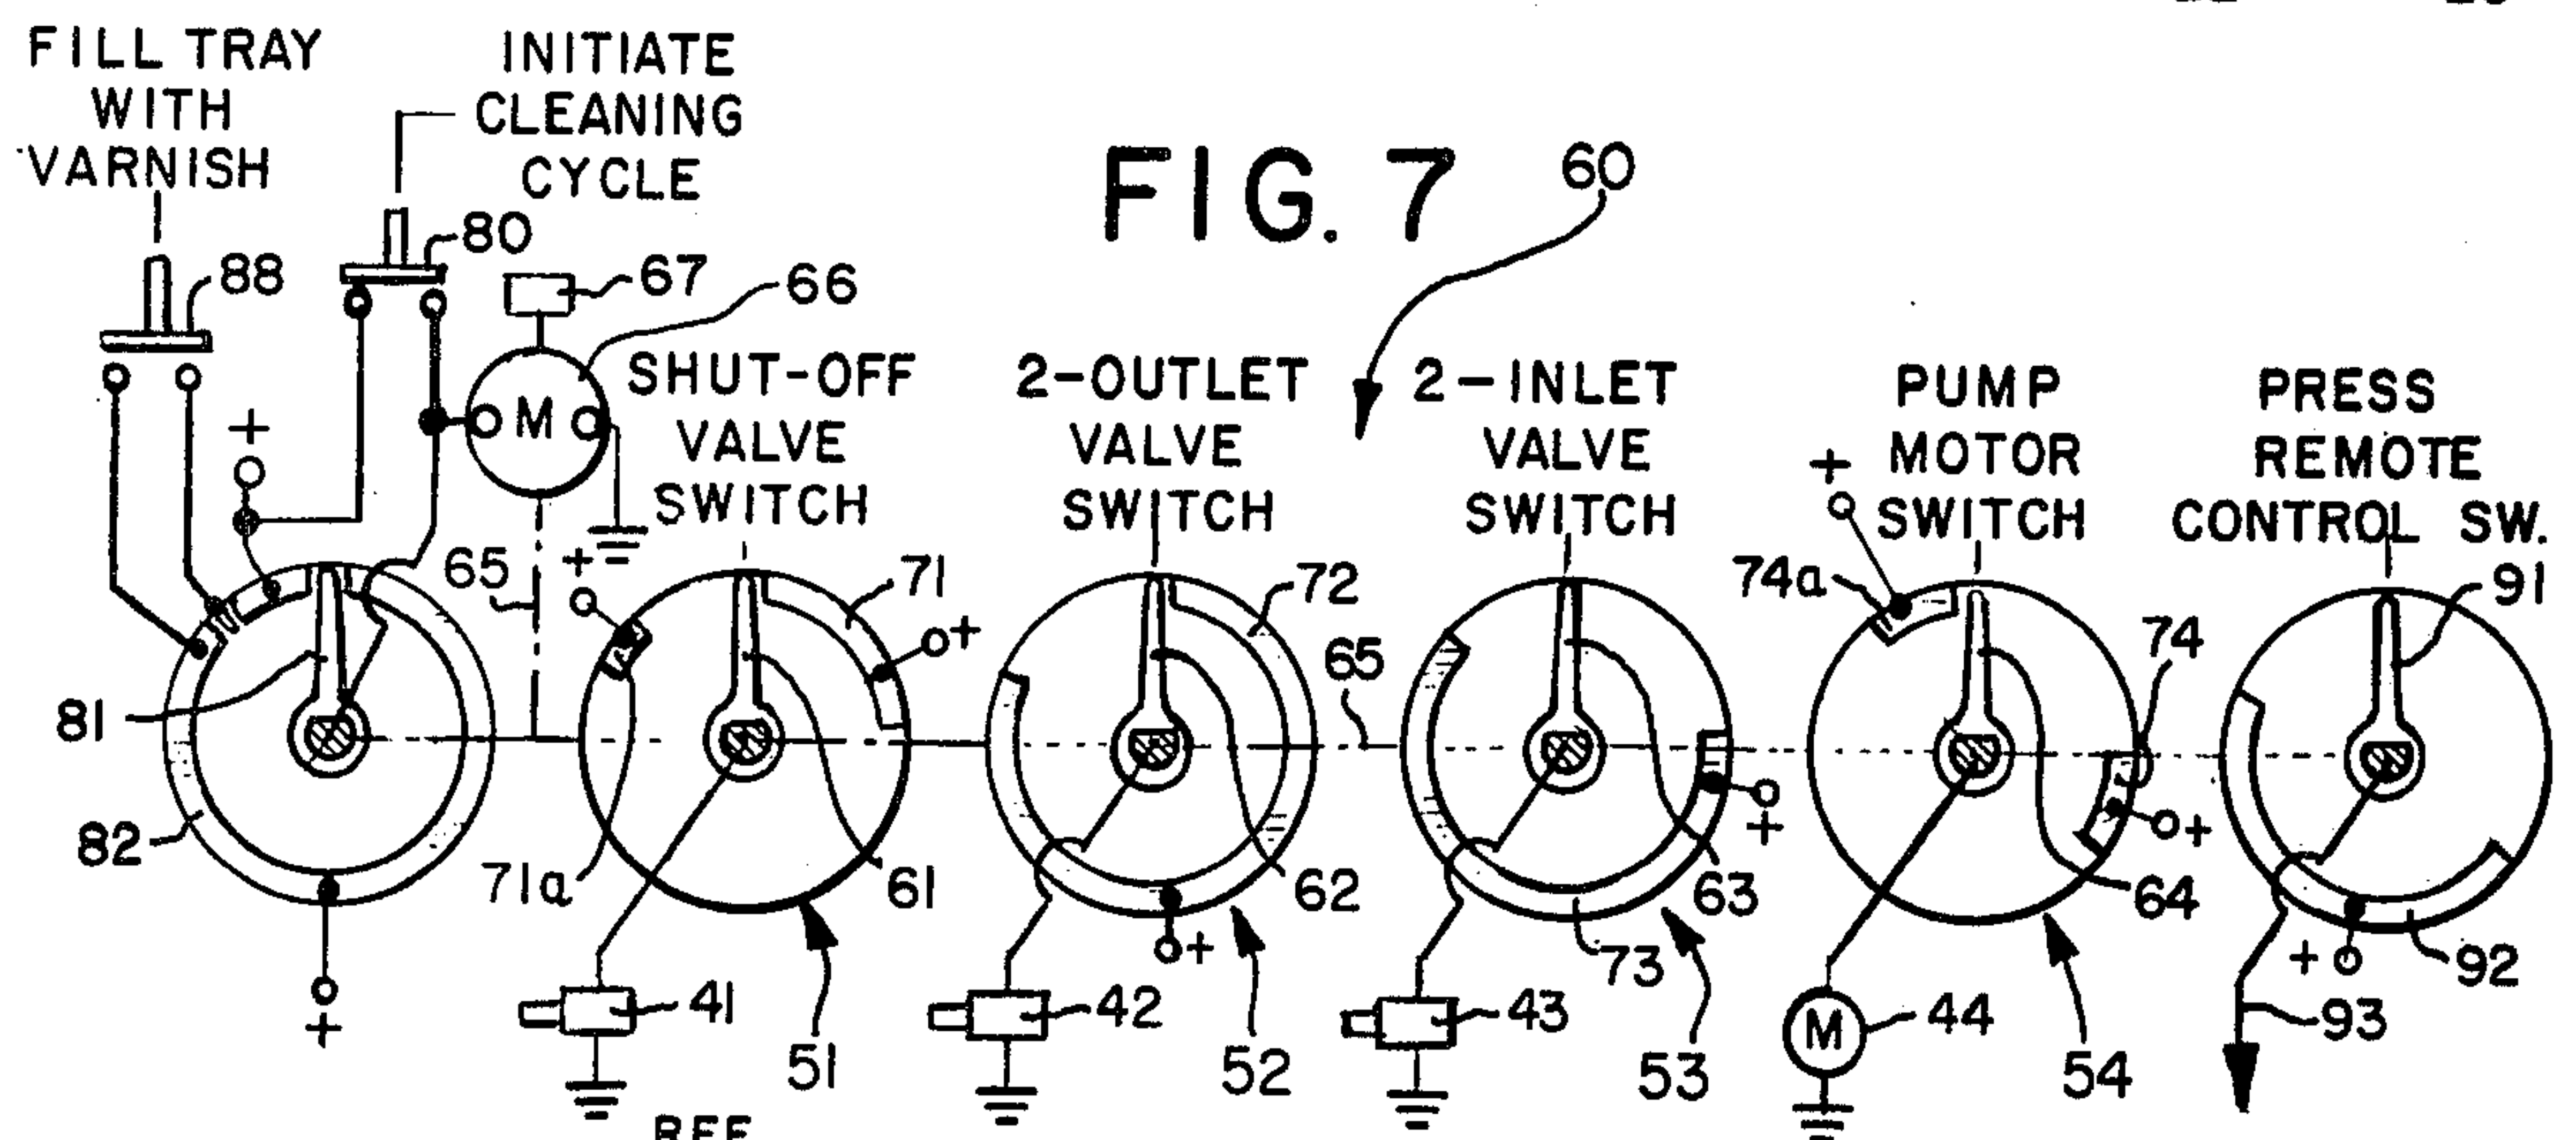 FILL TRAY
WITH
VARNISH
INITIATE
CLEANING
CYCLE
FIG. 7
60
80
88
67
66
SHUT-OFF
VALVE
SWITCH
2-OUTLET
VALVE
SWITCH
2-INLET
VALVE
SWITCH
PUMP
MOTOR
SWITCH
PRESS
REMOTE
CONTROL SW.
M
+
+
+
65
71
72
74a
91
+
65
74
81
82
71a
61
62
+
63
+
64
+
73
+
92
+
41
51
42
52
43
53
M
44
54
93